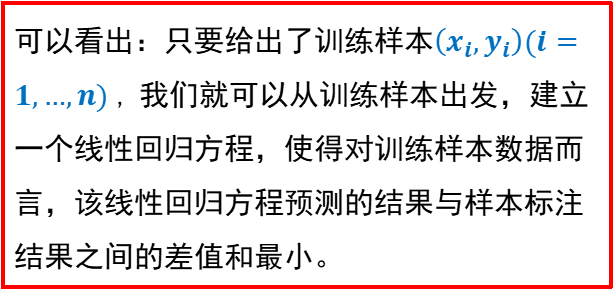 可以看出：只要给出了训练样本(xᵢ, yᵢ)(i =
1, …, n)，我们就可以从训练样本出发，建立
一个线性回归方程，使得对训练样本数据而
言，该线性回归方程预测的结果与样本标注
结果之间的差值和最小。